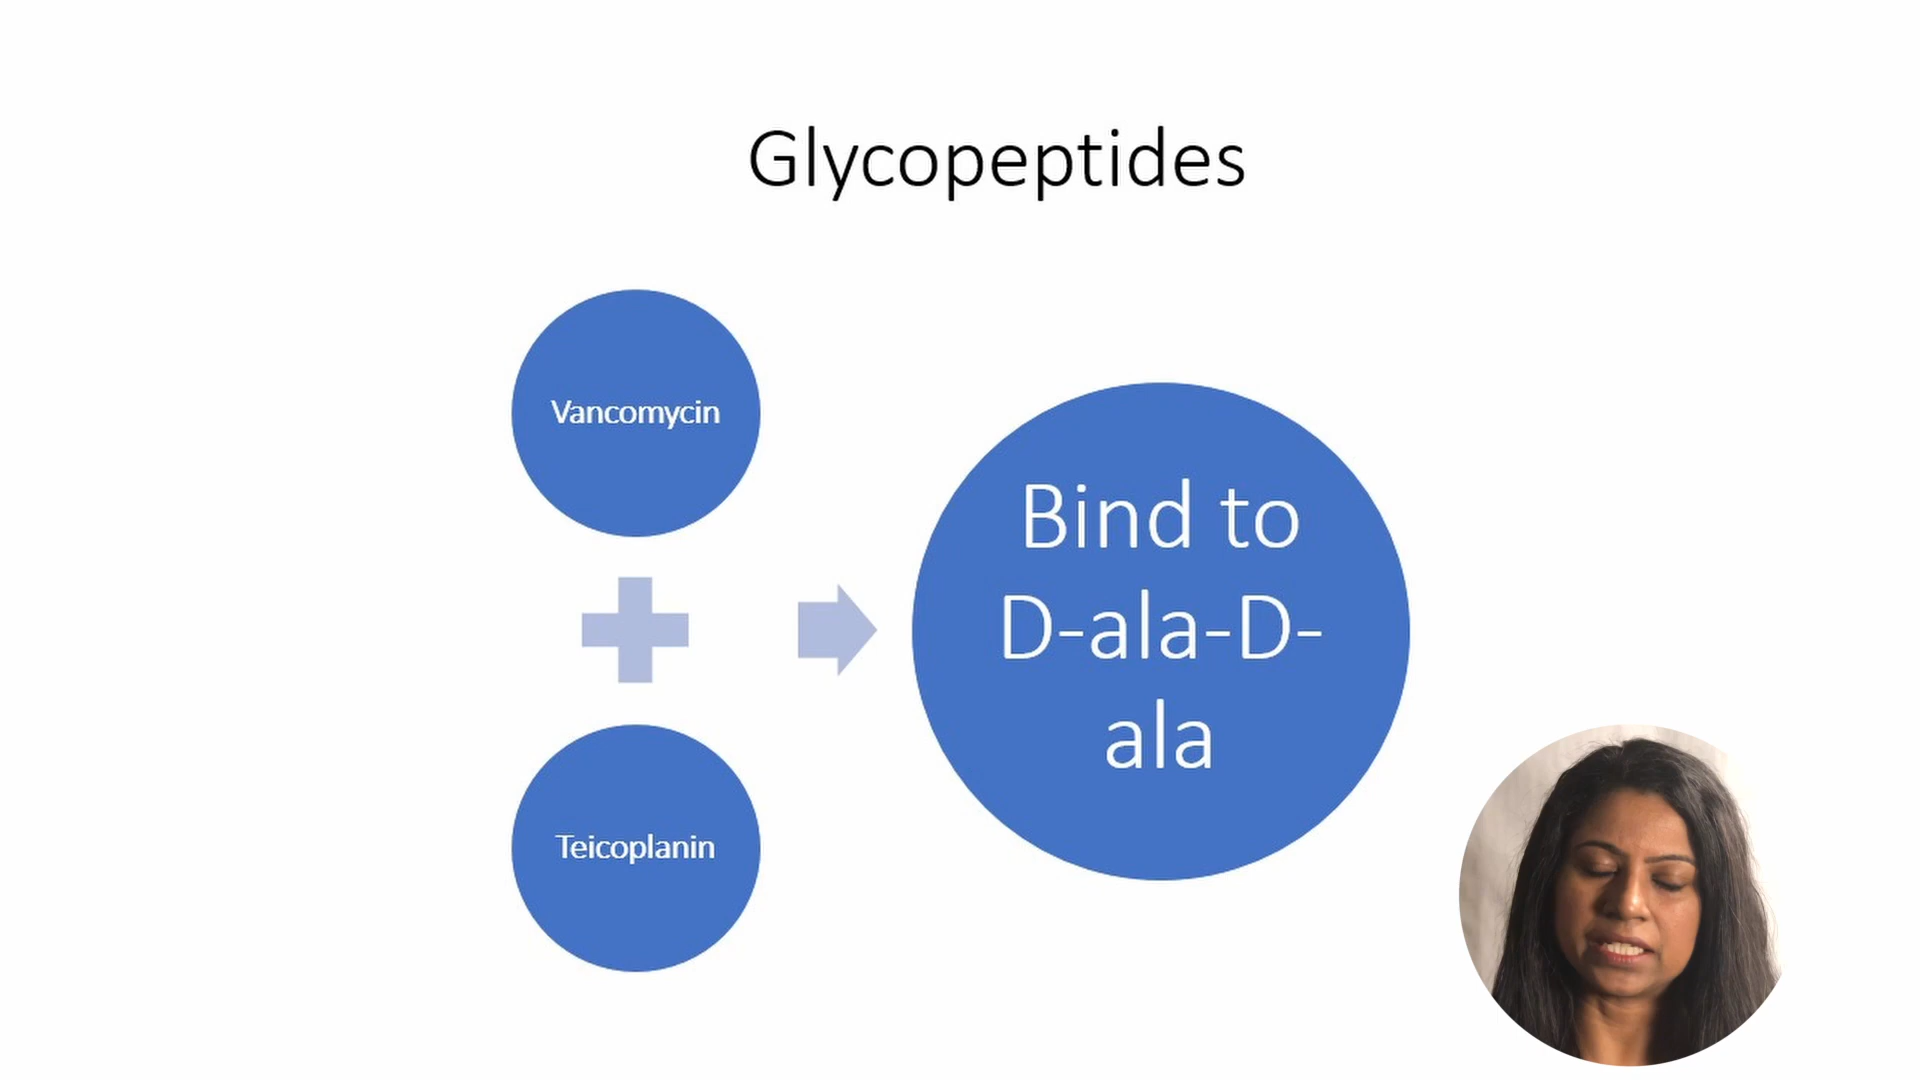 Glycopeptides
Vancomycin
Bind to
D-ala-D-
ala
Teicoplanin